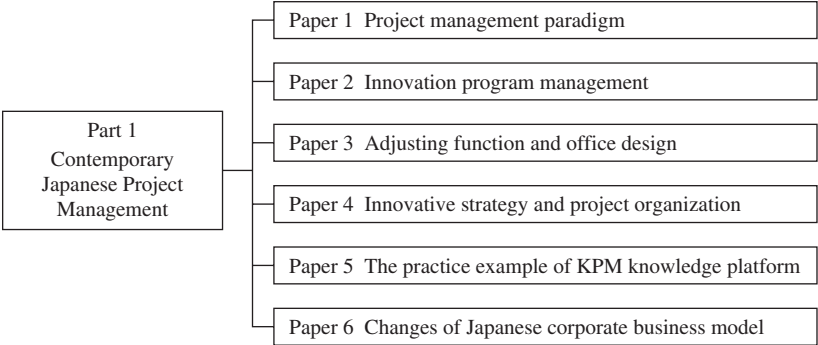 Part 1
Contemporary
Japanese Project
Management
Paper 1 Project management paradigm
Paper 2 Innovation program management
Paper 3 Adjusting function and office design
Paper 4 Innovative strategy and project organization
Paper 5 The practice example of KPM knowledge platform
Paper 6 Changes of Japanese corporate business model